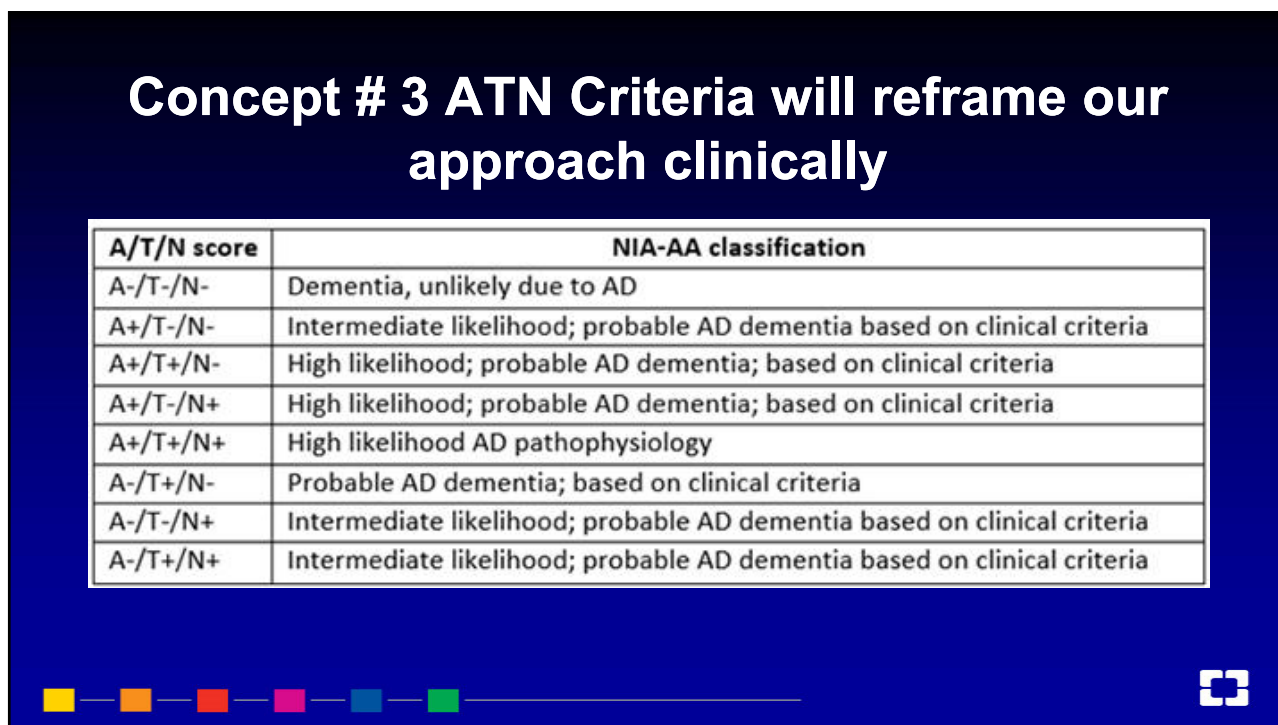 Concept # 3 ATN Criteria will reframe our
approach clinically
A/T/N score NIA-AA classification
A-/T-/N- Dementia, unlikely due to AD
A+/T-/N- Intermediate likelihood; probable AD dementia based on clinical criteria
A+/T+/N- High likelihood; probable AD dementia; based on clinical criteria
A+/T-/N+ High likelihood; probable AD dementia; based on clinical criteria
A+/T+/N+ High likelihood AD pathophysiology
A-/T+/N- Probable AD dementia; based on clinical criteria
A-/T-/N+ Intermediate likelihood; probable AD dementia based on clinical criteria
A-/T+/N+ Intermediate likelihood; probable AD dementia based on clinical criteria